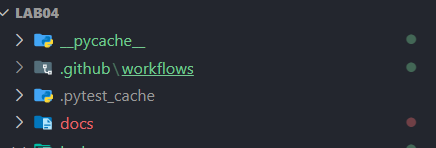 LAB04
__pycache__
.github\workflows
.pytest_cache
docs